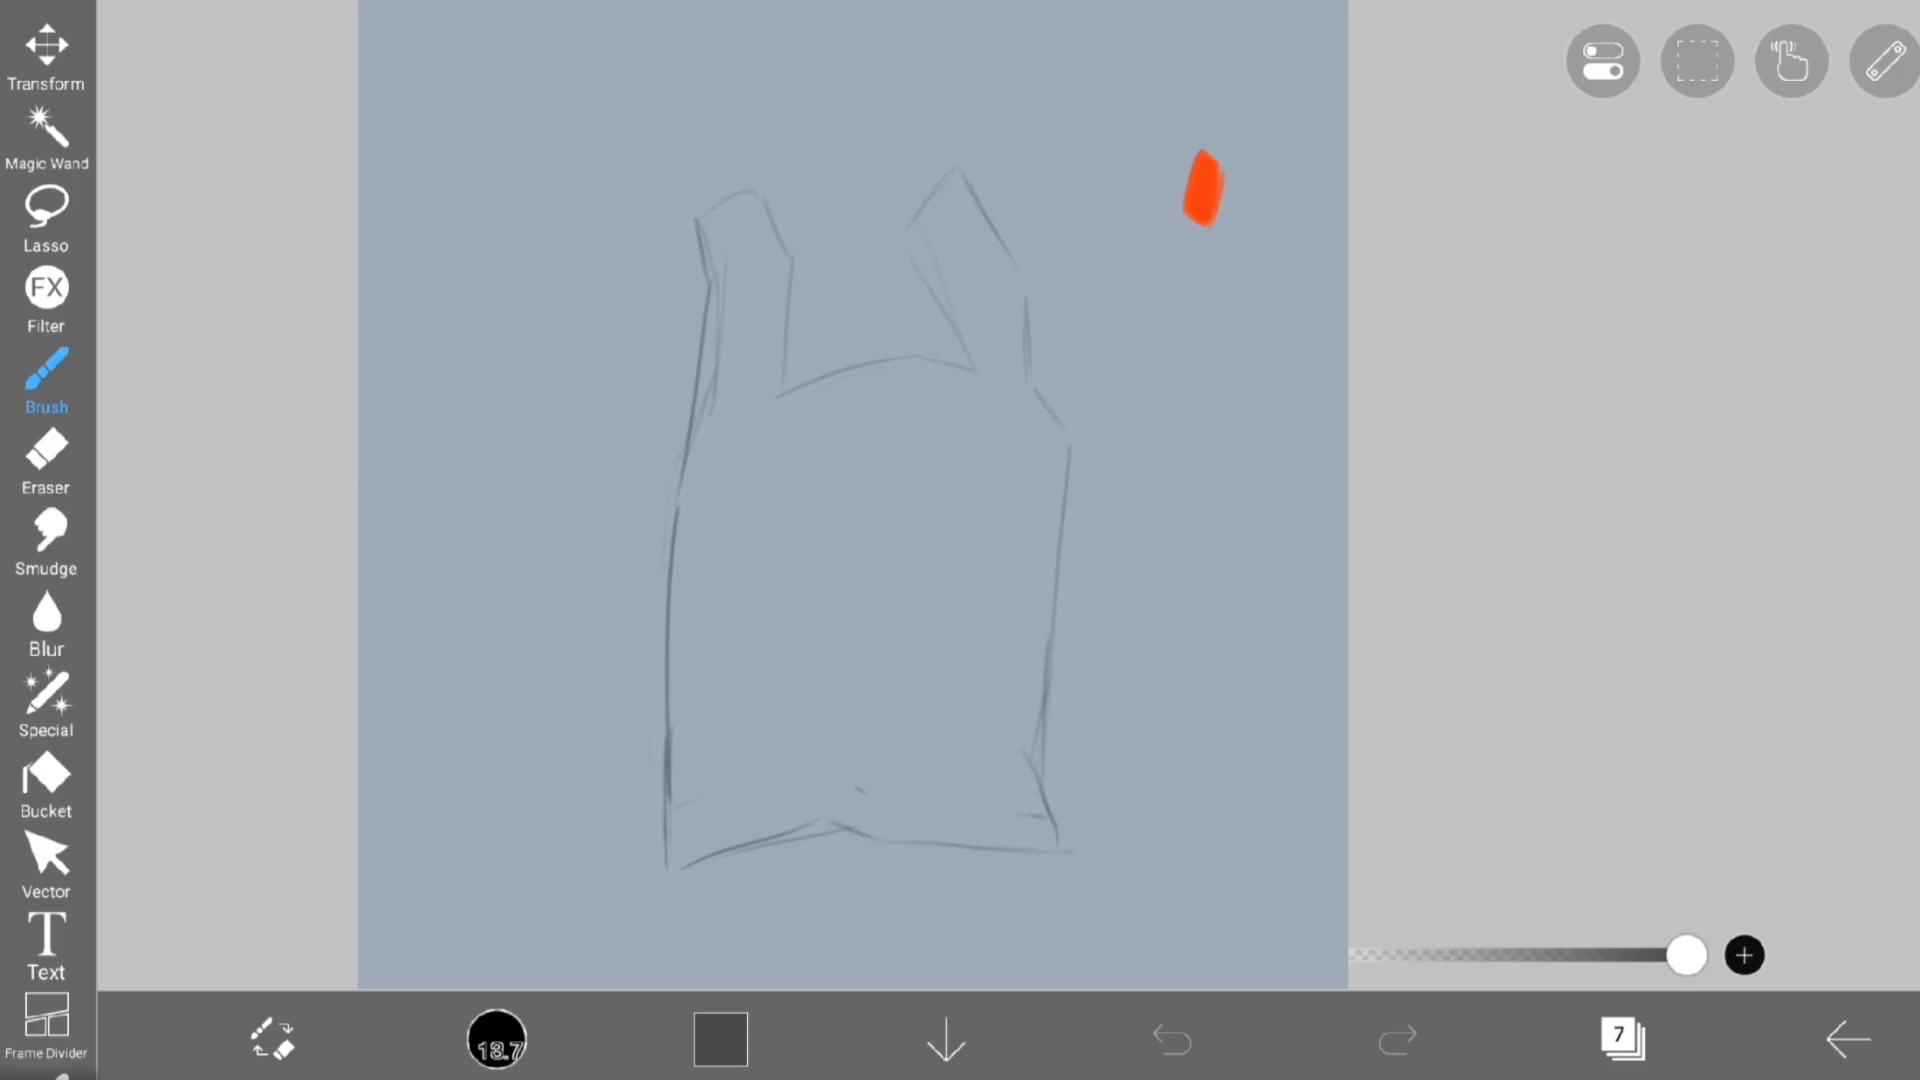 Transform
Magic Wand
Lasso
FX
Filter
Brush
Eraser
Smudge
Blur
Special
Bucket
Vector
T
Text
Frame Divider
13.7
7